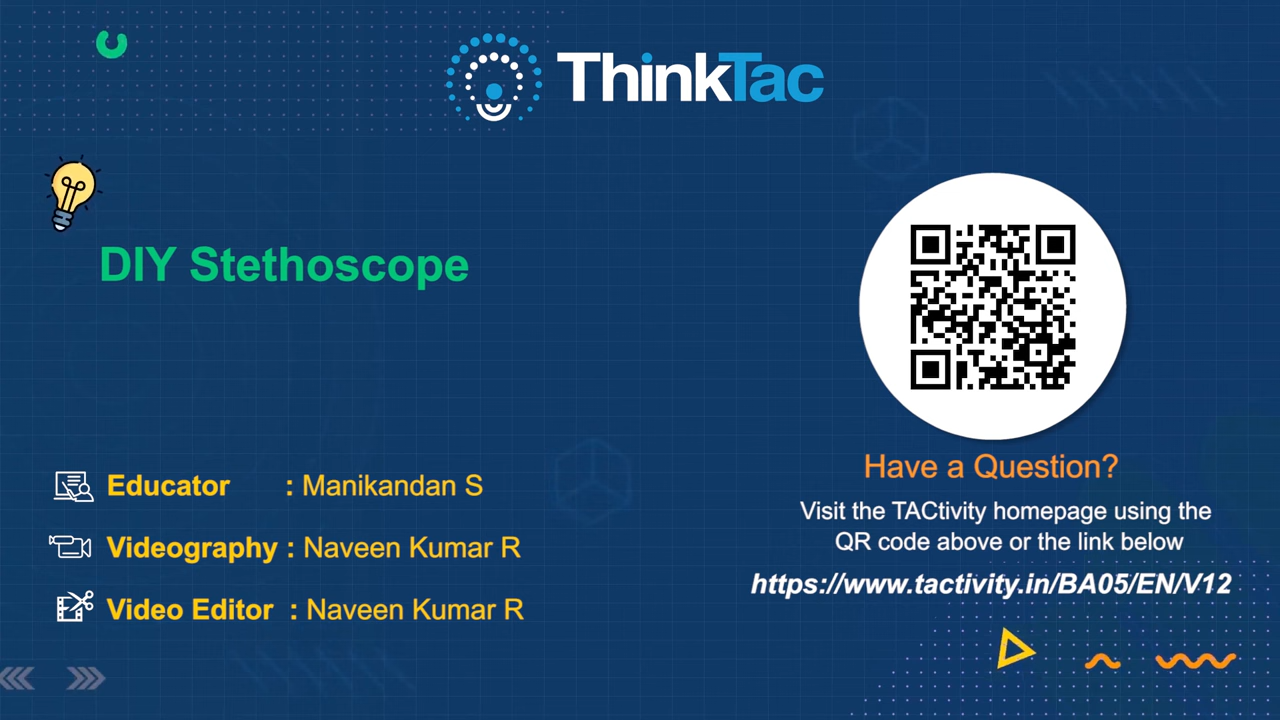 ThinkTac
DIY Stethoscope
Educator : Manikandan S
Videography : Naveen Kumar R
Video Editor : Naveen Kumar R
Have a Question?
Visit the TACtivity homepage using the
QR code above or the link below
https://www.tactivity.in/BA05/EN/V12